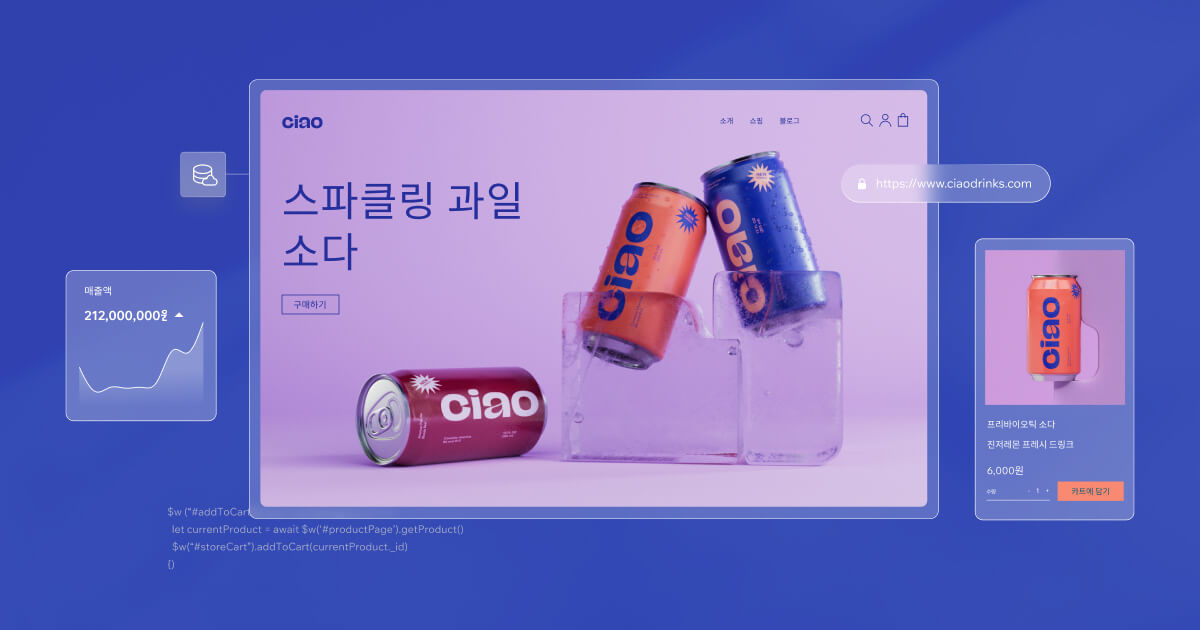 ciao
소개 쇼핑 블로그
https://www.ciaodrinks.com
스파클링 과일
소다
구매하기
ciao
ciao
ciao
매출액
212,000,000원
ciao
프리바이오틱 소다
진저레몬 프레시 드링크
6,000원
수량 - 1 +
카트에 담기
$w ("#addToCart
let currentProduct = await $w('#productPage').getProduct()
$w("#storeCart").addToCart(currentProduct._id)
{)